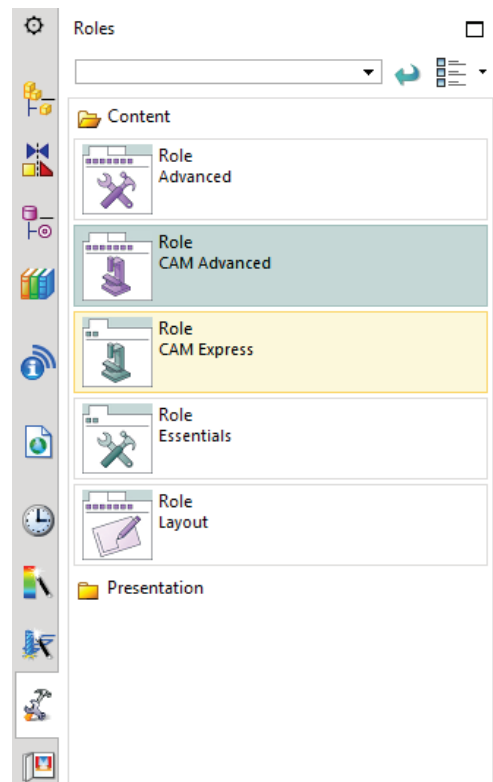 Roles
Content
Role
Advanced
Role
CAM Advanced
Role
CAM Express
Role
Essentials
Role
Layout
Presentation